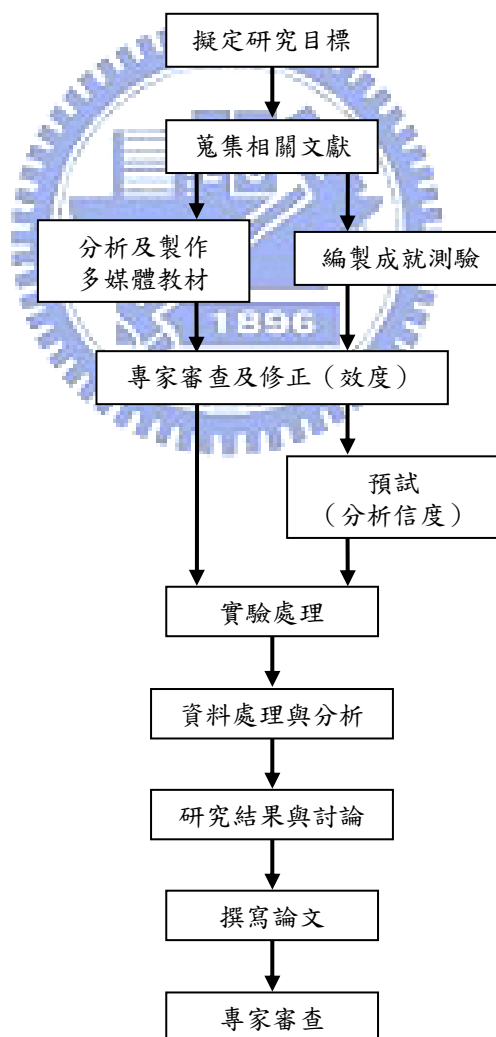 擬定研究目標
蒐集相關文獻
分析及製作
多媒體教材
編製成就測驗
1896
專家審查及修正（效度）
預試
（分析信度）
實驗處理
資料處理與分析
研究結果與討論
撰寫論文
專家審查